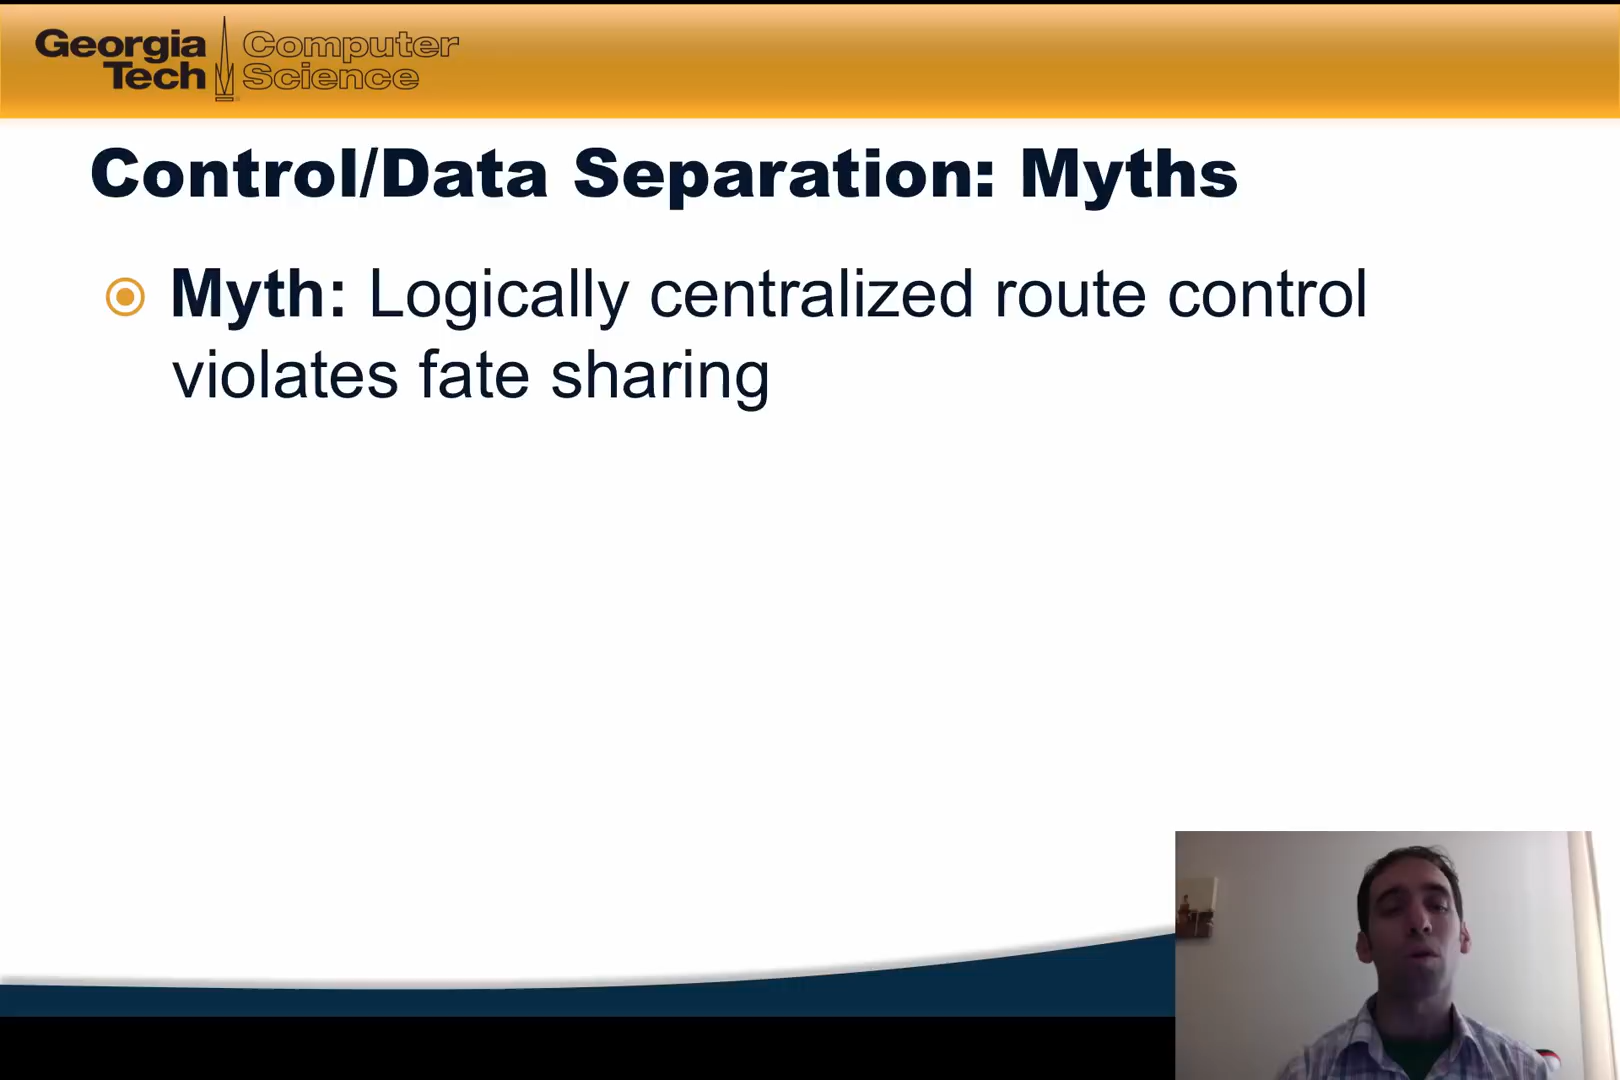 Georgia Tech
Computer Science
Control/Data Separation: Myths
Myth: Logically centralized route control
violates fate sharing